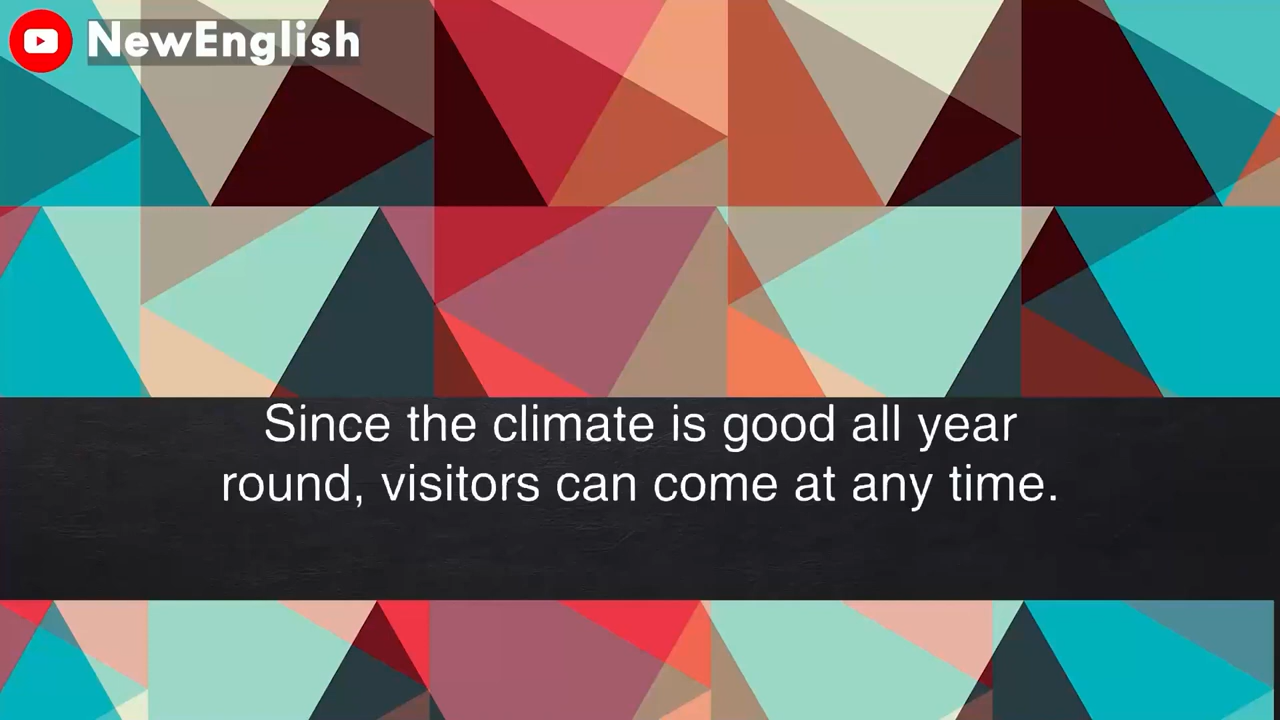 NewEnglish
Since the climate is good all year
round, visitors can come at any time.